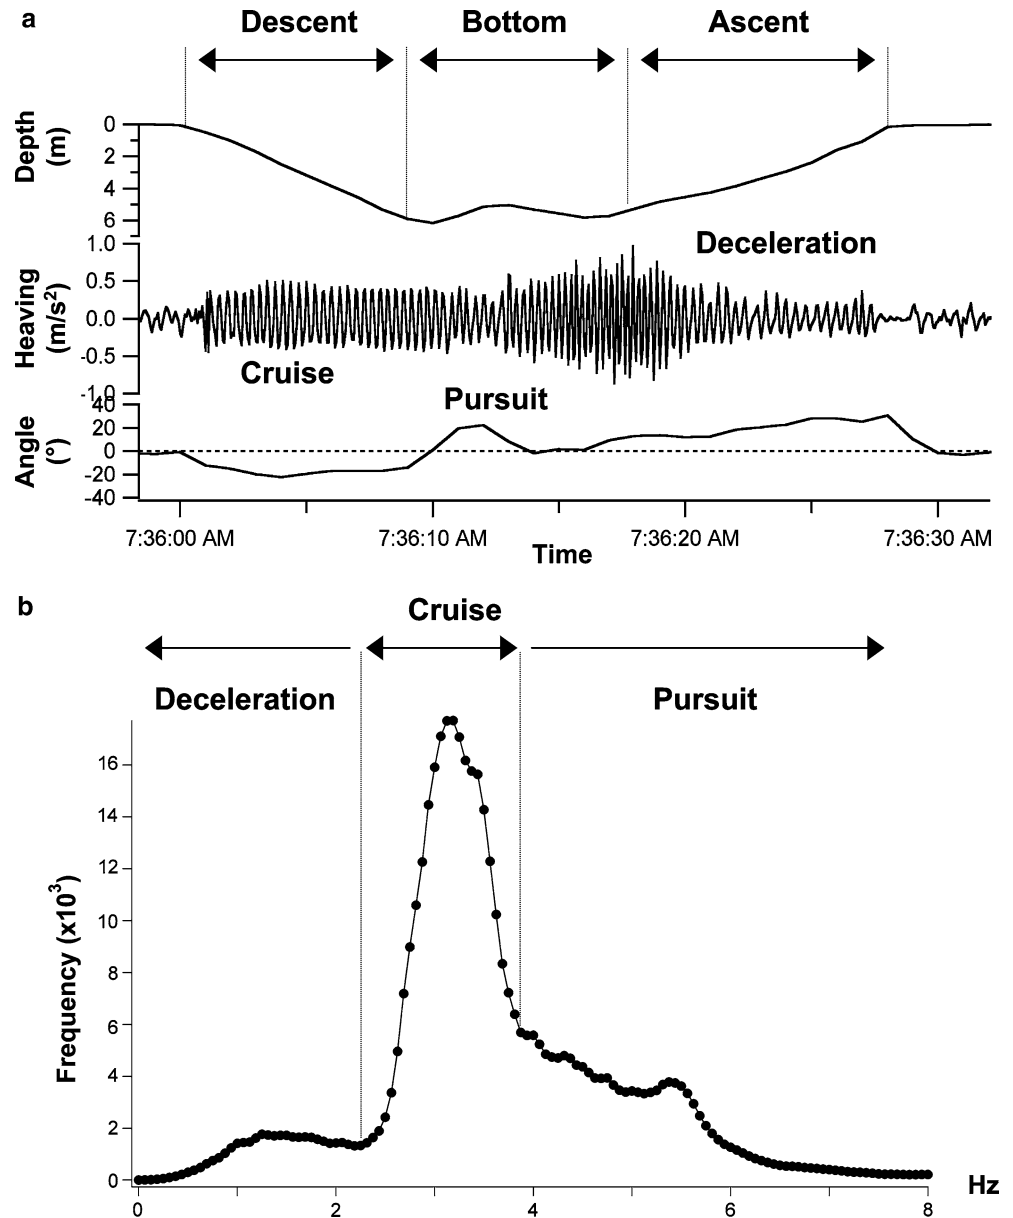 a
Descent Bottom Ascent
Depth
(m)
0
2
4
6
Heaving
(m/s²)
1.0
0.5
0.0
-0.5
-1.0
Deceleration
Cruise
Pursuit
Angle
(°)
40
20
0
-20
-40
7:36:00 AM 7:36:10 AM 7:36:20 AM 7:36:30 AM
Time
b
Cruise
Deceleration Pursuit
Frequency (x10³)
16
14
12
10
8
6
4
2
0
0 2 4 6 8
Hz